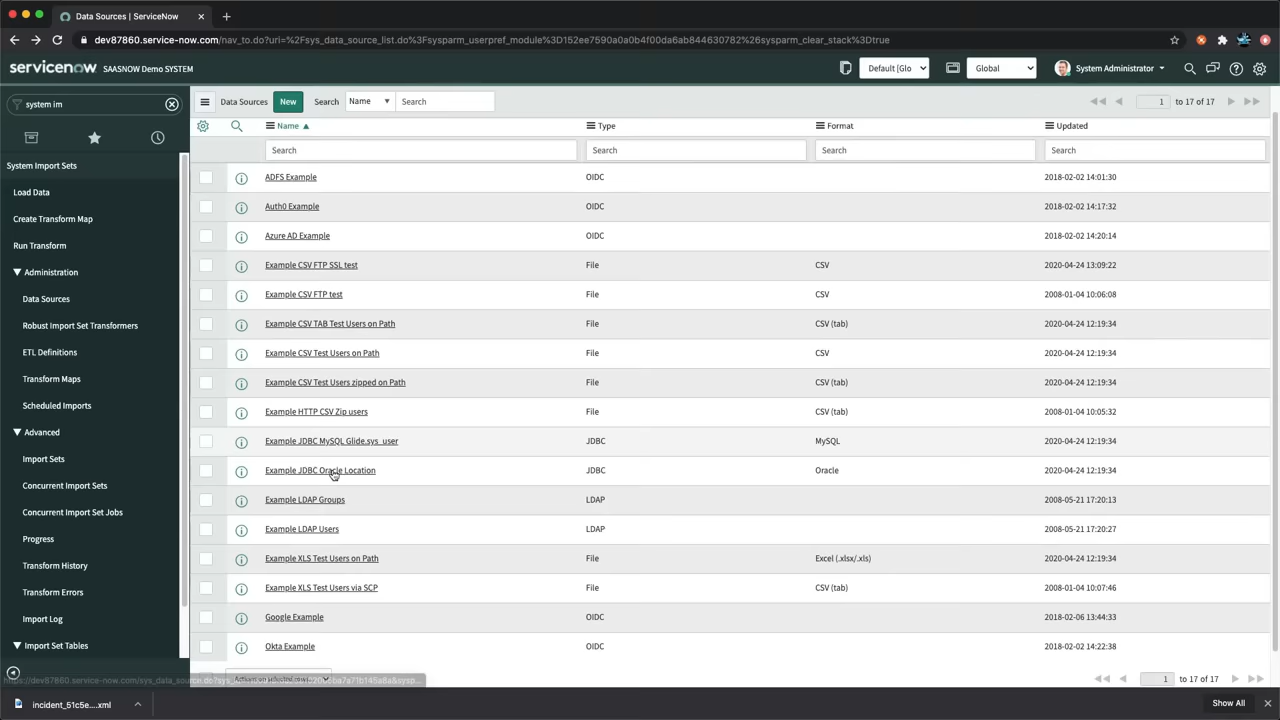 Data Sources | ServiceNow
dev87860.service-now.com/nav_to.do?uri=%2Fsys_data_source_list.do%3Fsysparm_userpref_module%3D152ee7590a0a0b4f00da6ab844630782%26sysparm_clear_stack%3Dtrue
servicenow SAASNOW Demo SYSTEM Default [Glo Global System Administrator
system im
Data Sources New Search Name Search 1 to 17 of 17
Name Type Format Updated
Search Search Search Search
System Import Sets
Load Data
Create Transform Map
Run Transform
Administration
Data Sources
Robust Import Set Transformers
ETL Definitions
Transform Maps
Scheduled Imports
Advanced
Import Sets
Concurrent Import Sets
Concurrent Import Set Jobs
Progress
Transform History
Transform Errors
Import Log
Import Set Tables
ADFS Example OIDC 2018-02-02 14:01:30
Auth0 Example OIDC 2018-02-02 14:17:32
Azure AD Example OIDC 2018-02-02 14:20:14
Example CSV FTP SSL test File CSV 2020-04-24 13:09:22
Example CSV FTP test File CSV 2008-01-04 10:06:08
Example CSV TAB Test Users on Path File CSV (tab) 2020-04-24 12:19:34
Example CSV Test Users on Path File CSV 2020-04-24 12:19:34
Example CSV Test Users zipped on Path File CSV (tab) 2020-04-24 12:19:34
Example HTTP CSV Zip users File CSV (tab) 2008-01-04 10:05:32
Example JDBC MySQL Glide.sys_user JDBC MySQL 2020-04-24 12:19:34
Example JDBC Oracle Location JDBC Oracle 2020-04-24 12:19:34
Example LDAP Groups LDAP 2008-05-21 17:20:13
Example LDAP Users LDAP 2008-05-21 17:20:27
Example XLS Test Users on Path File Excel (.xlsx/.xls) 2020-04-24 12:19:34
Example XLS Test Users via SCP File CSV (tab) 2008-01-04 10:07:46
Google Example OIDC 2018-02-06 13:44:33
Okta Example OIDC 2018-02-02 14:22:38
1 to 17 of 17
incident_51c5e....xml Show All